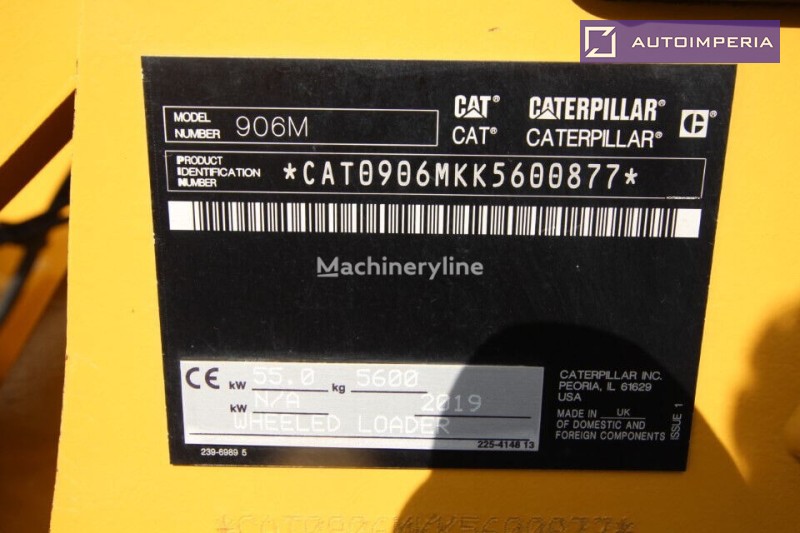 AUTOIMPERIA
MODEL NUMBER 906M
CAT® CATERPILLAR®
CAT® CATERPILLAR®
PRODUCT IDENTIFICATION NUMBER *CAT0906MKK5600877*
Machineryline
CE kW 55.0 kg 5600
kW N/A 2019
WHEELED LOADER
225-4148 13
239-6989 5
CATERPILLAR INC.
PEORIA, IL 61629
USA
MADE IN UK
OF DOMESTIC AND
FOREIGN COMPONENTS
ISSUE 1
*CAT0906MKK5600877*